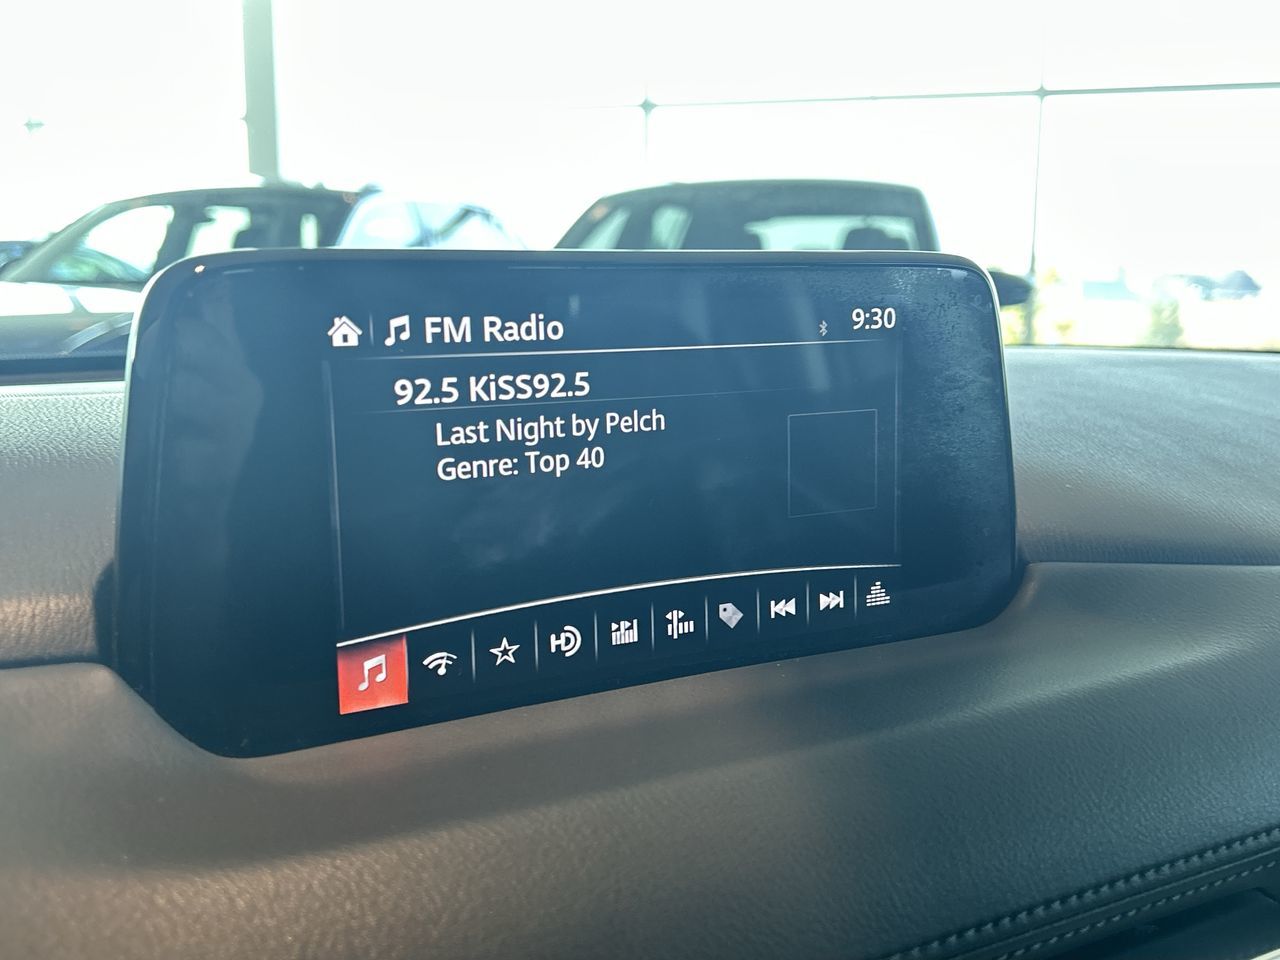 FM Radio
9:30
92.5 KiSS92.5
Last Night by Pelch
Genre: Top 40
HD